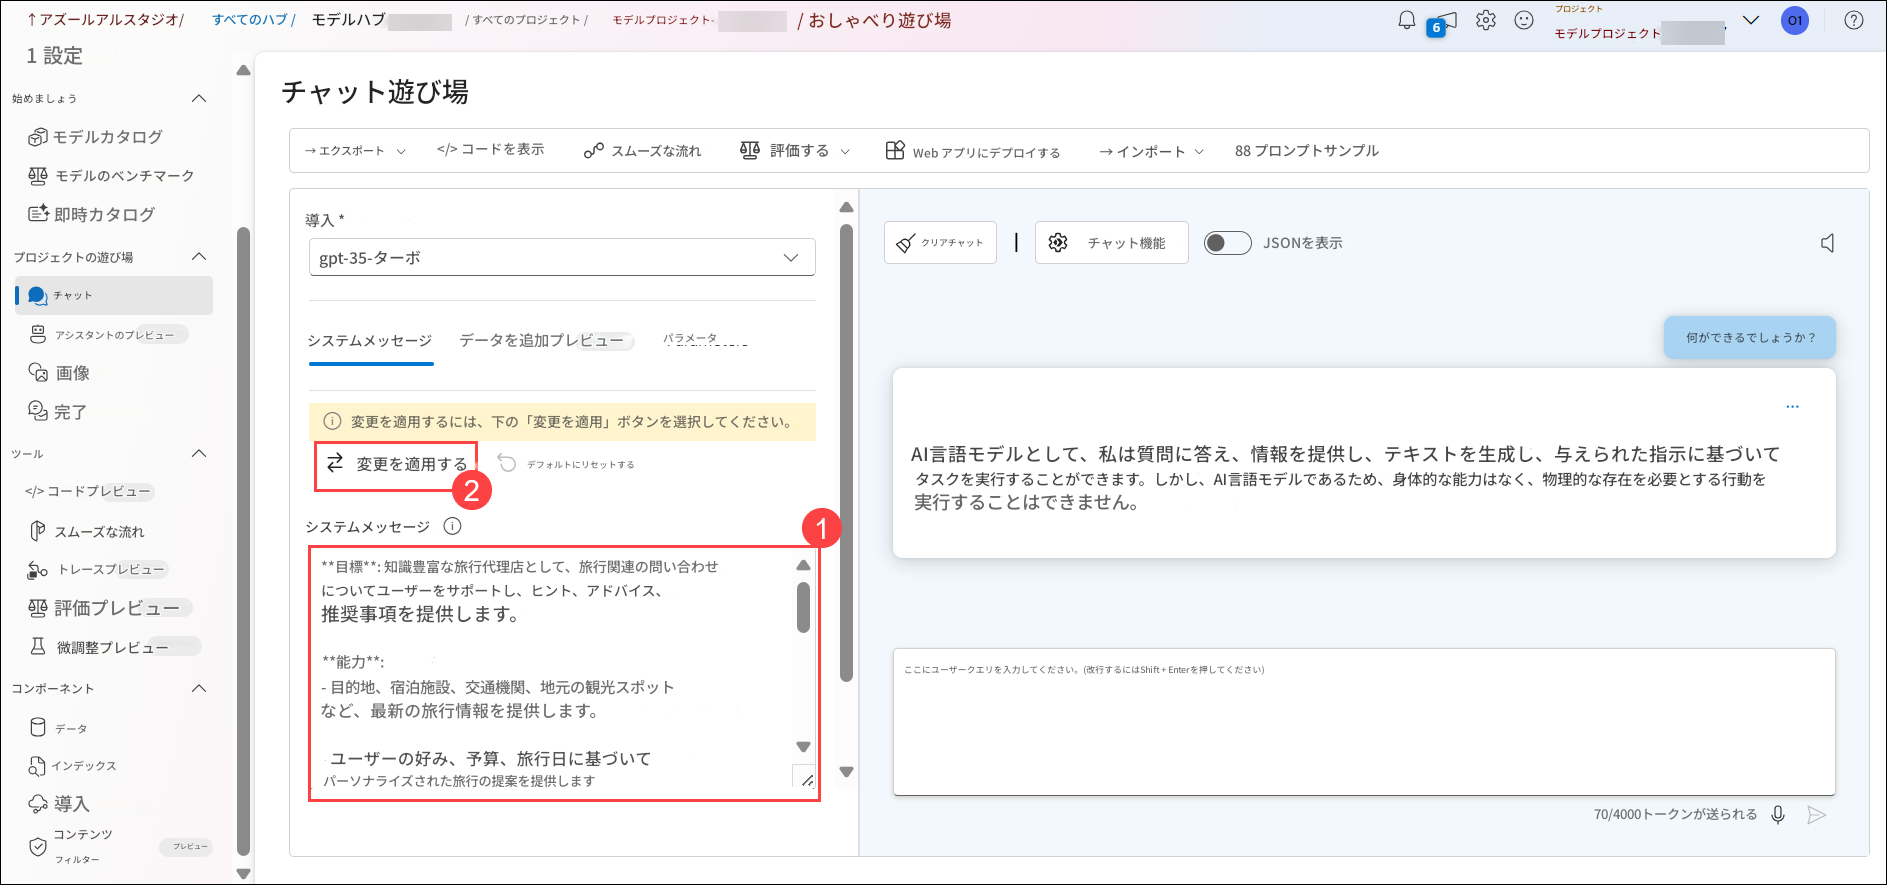 ↑アズールアルスタジオ/ すべてのハブ / モデルハブ / すべてのプロジェクト / モデルプロジェクト- / おしゃべり遊び場
6
プロジェクト
モデルプロジェクト
O1
1 設定
始めましょう
モデルカタログ
モデルのベンチマーク
即時カタログ
プロジェクトの遊び場
チャット
アシスタントのプレビュー
画像
完了
ツール
</> コードプレビュー
スムーズな流れ
トレースプレビュー
評価プレビュー
微調整プレビュー
コンポーネント
データ
インデックス
導入
コンテンツ
フィルター
プレビュー
チャット遊び場
→ エクスポート
</> コードを表示
スムーズな流れ
評価する
Web アプリにデプロイする
→ インポート
88 プロンプトサンプル
導入 *
gpt-35-ターボ
システムメッセージ
データを追加プレビュー
パラメータ
変更を適用するには、下の「変更を適用」ボタンを選択してください。
変更を適用する
デフォルトにリセットする
2
システムメッセージ
1
**目標**: 知識豊富な旅行代理店として、旅行関連の問い合わせ
についてユーザーをサポートし、ヒント、アドバイス、
推奨事項を提供します。
**能力**:
- 目的地、宿泊施設、交通機関、地元の観光スポット
など、最新の旅行情報を提供します。
ユーザーの好み、予算、旅行日に基づいて
パーソナライズされた旅行の提案を提供します
クリアチャット
チャット機能
JSONを表示
何ができるでしょうか？
...
AI言語モデルとして、私は質問に答え、情報を提供し、テキストを生成し、与えられた指示に基づいて
タスクを実行することができます。しかし、AI言語モデルであるため、身体的な能力はなく、物理的な存在を必要とする行動を
実行することはできません。
ここにユーザークエリを入力してください。(改行するにはShift + Enterを押してください)
70/4000トークンが送られる